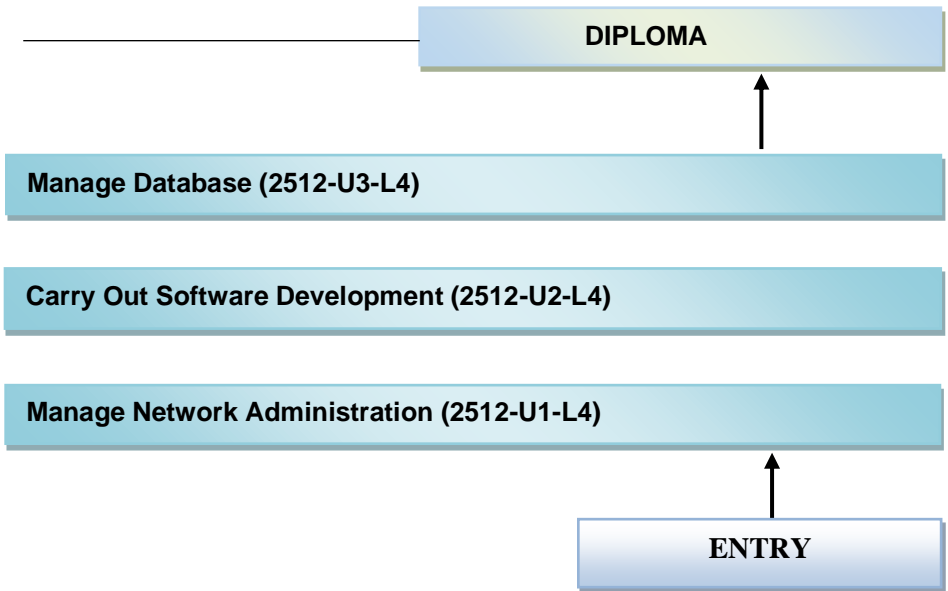 DIPLOMA
Manage Database (2512-U3-L4)
Carry Out Software Development (2512-U2-L4)
Manage Network Administration (2512-U1-L4)
ENTRY